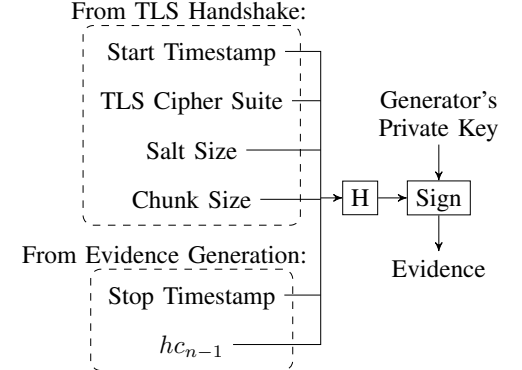 From TLS Handshake:
Start Timestamp
TLS Cipher Suite
Salt Size
Chunk Size
From Evidence Generation:
Stop Timestamp
hc_{n−1}
H
Generator's
Private Key
Sign
Evidence